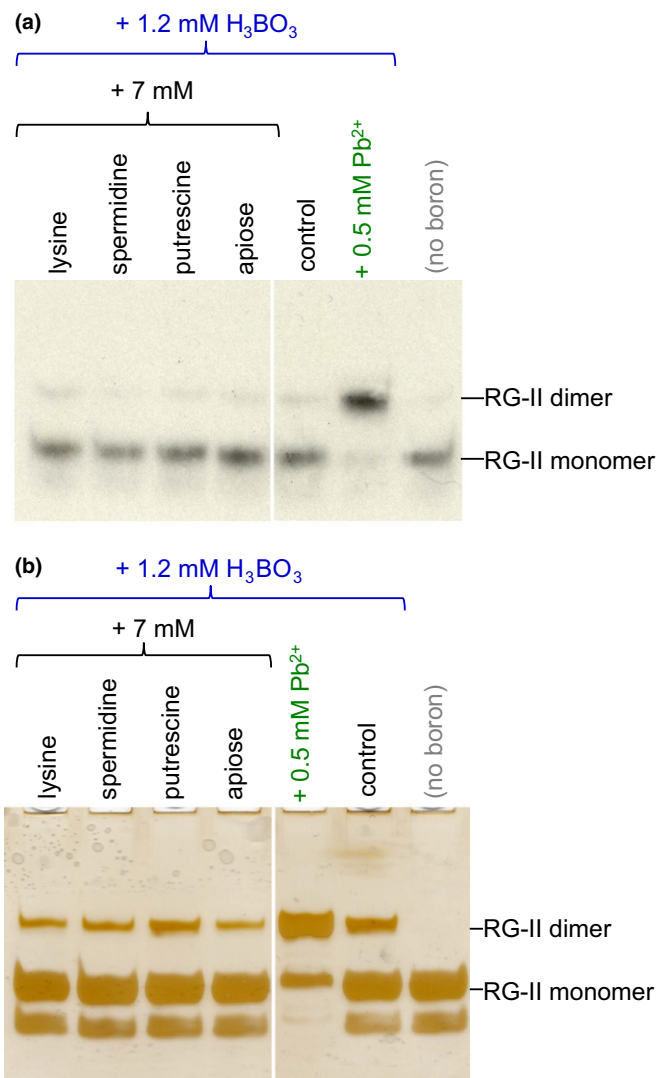 (a)
+ 1.2 mM H₃BO₃
+ 7 mM
lysine
spermidine
putrescine
apiose
control
+ 0.5 mM Pb²⁺
(no boron)
RG-II dimer
RG-II monomer
(b)
+ 1.2 mM H₃BO₃
+ 7 mM
lysine
spermidine
putrescine
apiose
+ 0.5 mM Pb²⁺
control
(no boron)
RG-II dimer
RG-II monomer